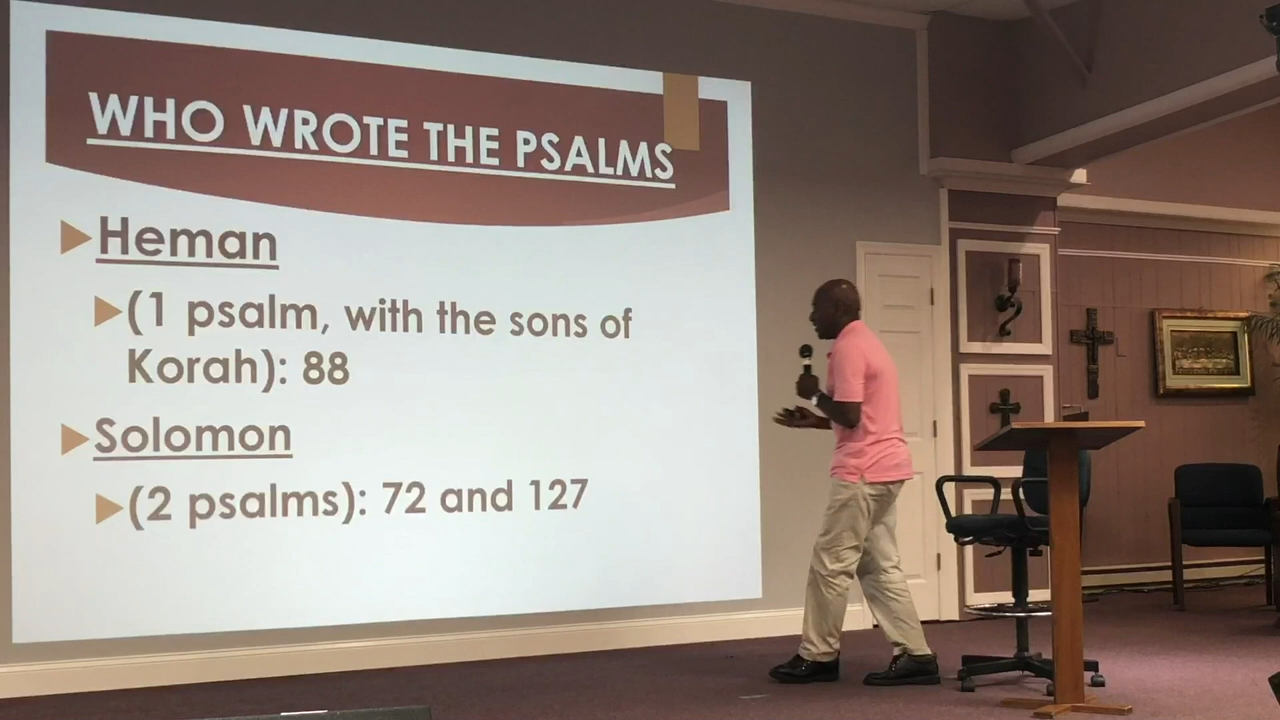 WHO WROTE THE PSALMS
Heman
(1 psalm, with the sons of
Korah): 88
Solomon
(2 psalms): 72 and 127